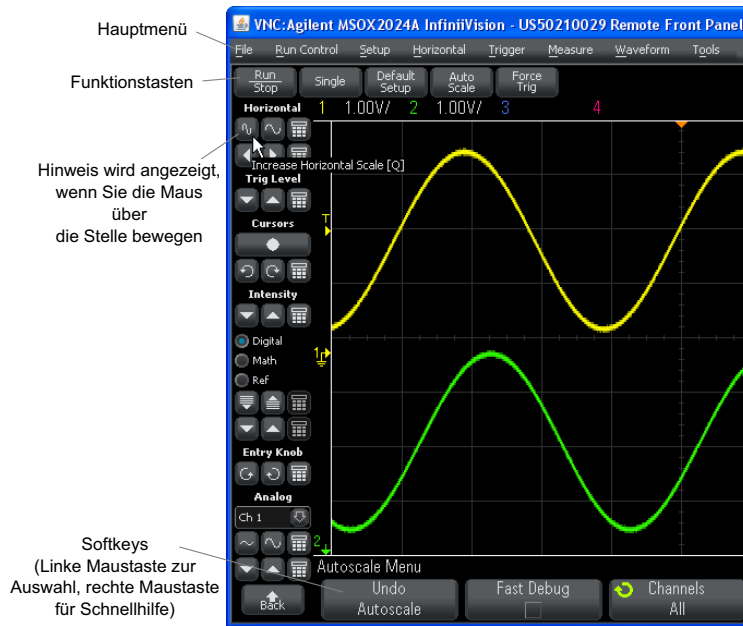 VNC:Agilent MSOX2024A InfiniiVision - US50210029 Remote Front Panel
Hauptmenü
File Run Control Setup Horizontal Trigger Measure Waveform Tools
Funktionstasten
Run
Stop
Single
Default
Setup
Auto
Scale
Force
Trig
Horizontal
1 1.00V/ 2 1.00V/ 3 4
Increase Horizontal Scale [Q]
Hinweis wird angezeigt,
wenn Sie die Maus
über
die Stelle bewegen
Trig Level
T
Cursors
Intensity
Digital
Math
Ref
1
Entry Knob
Analog
Ch 1
2
Softkeys
(Linke Maustaste zur
Auswahl, rechte Maustaste
für Schnellhilfe)
Autoscale Menu
Back
Undo
Autoscale
Fast Debug
Channels
All